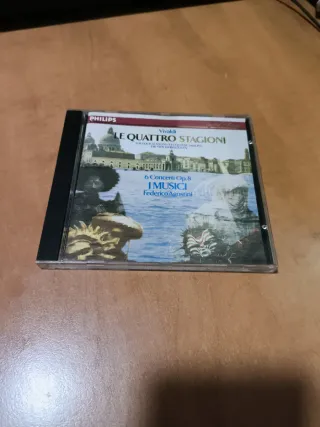 PHILIPS
Vivaldi
LE QUATTRO STAGIONI
6 Concerti Op. 8
I MUSICI
Federico Agostini